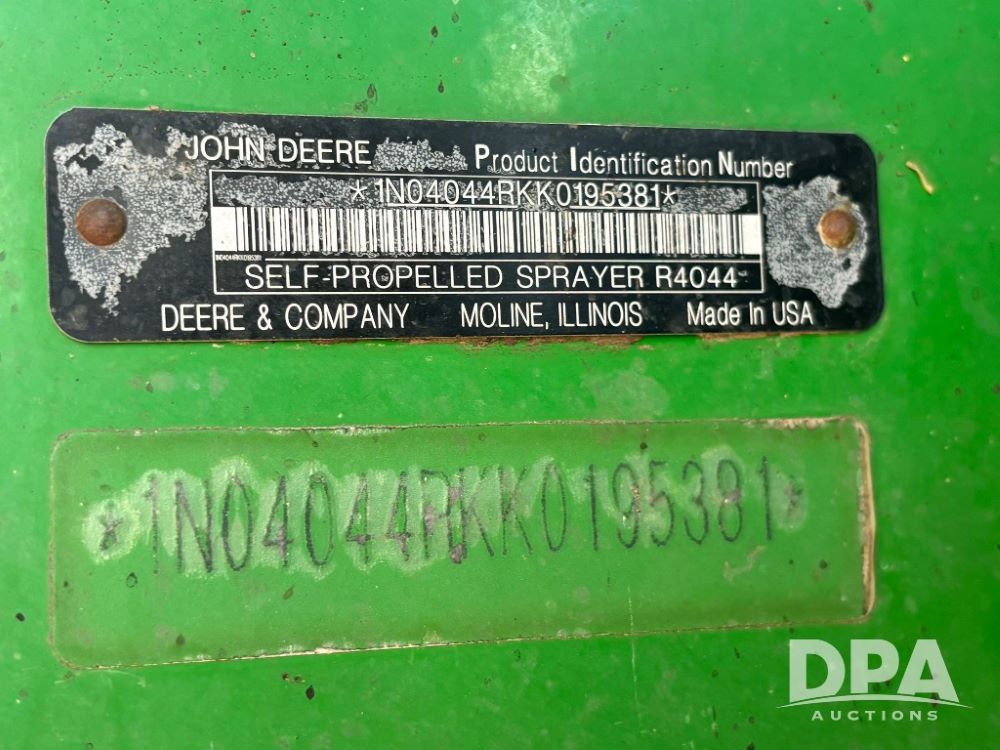 JOHN DEERE Product Identification Number
*1N04044RKK0195381*
1N04044RKK0195381
SELF-PROPELLED SPRAYER R4044
DEERE & COMPANY MOLINE, ILLINOIS Made In USA
*1N04044RKK0195381*
DPA
AUCTIONS